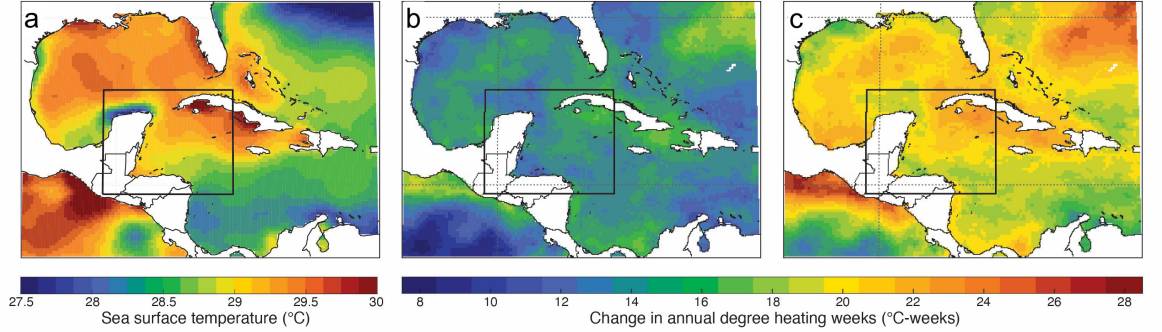 a b c
27.5 28 28.5 29 29.5 30 8 10 12 14 16 18 20 22 24 26 28
Sea surface temperature (°C) Change in annual degree heating weeks (°C-weeks)